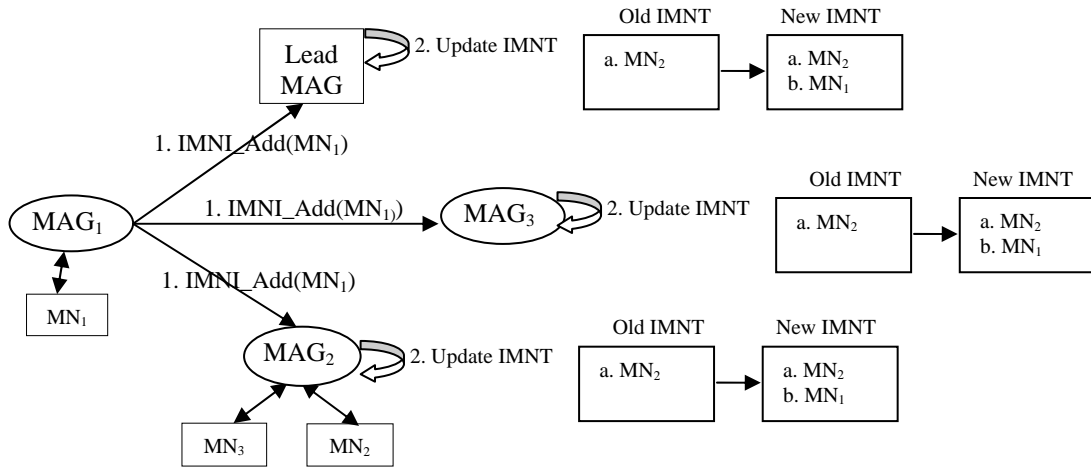 Old IMNT
New IMNT
Lead
MAG
2. Update IMNT
a. MN₂
a. MN₂
b. MN₁
1. IMNI_Add(MN₁)
Old IMNT
New IMNT
MAG₁
1. IMNI_Add(MN₁₎)
MAG₃
2. Update IMNT
a. MN₂
a. MN₂
b. MN₁
1. IMNI_Add(MN₁)
MN₁
Old IMNT
New IMNT
MAG₂
2. Update IMNT
a. MN₂
a. MN₂
b. MN₁
MN₃
MN₂